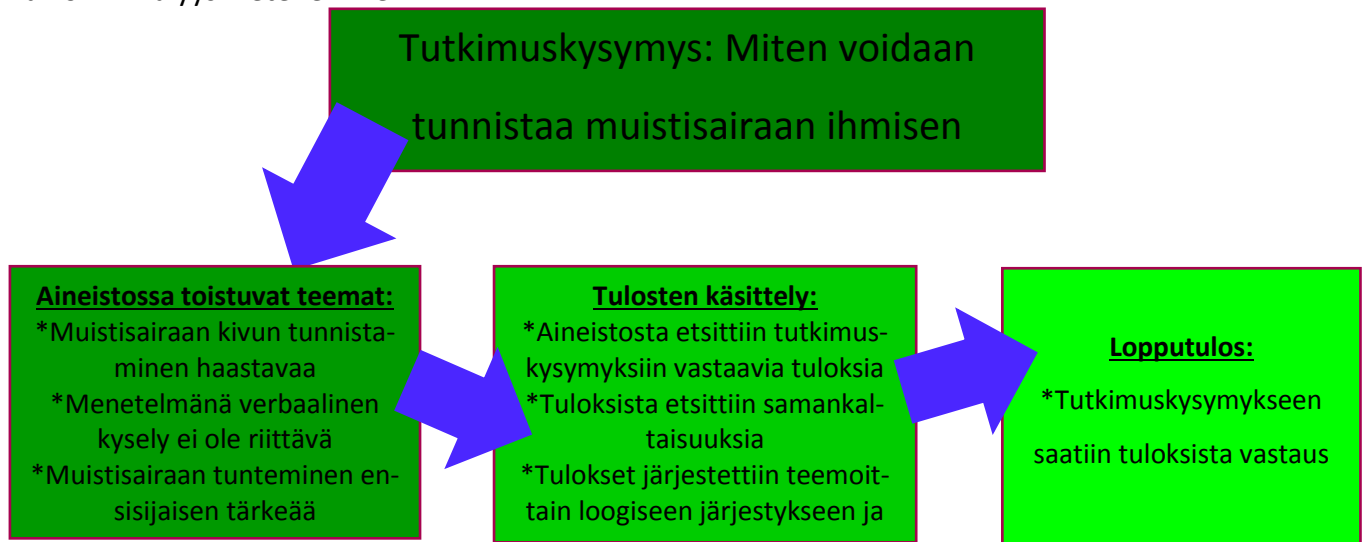 Tutkimuskysymys: Miten voidaan
tunnistaa muistisairaan ihmisen
Aineistossa toistuvat teemat:
*Muistisairaan kivun tunnista-
minen haastavaa
*Menetelmänä verbaalinen
kysely ei ole riittävä
*Muistisairaan tunteminen en-
sisijaisen tärkeää
Tulosten käsittely:
*Aineistosta etsittiin tutkimus-
kysymyksiin vastaavia tuloksia
*Tuloksista etsittiin samankal-
taisuuksia
*Tulokset järjestettiin teemoit-
tain loogiseen järjestykseen ja
Lopputulos:
*Tutkimuskysymykseen
saatiin tuloksista vastaus